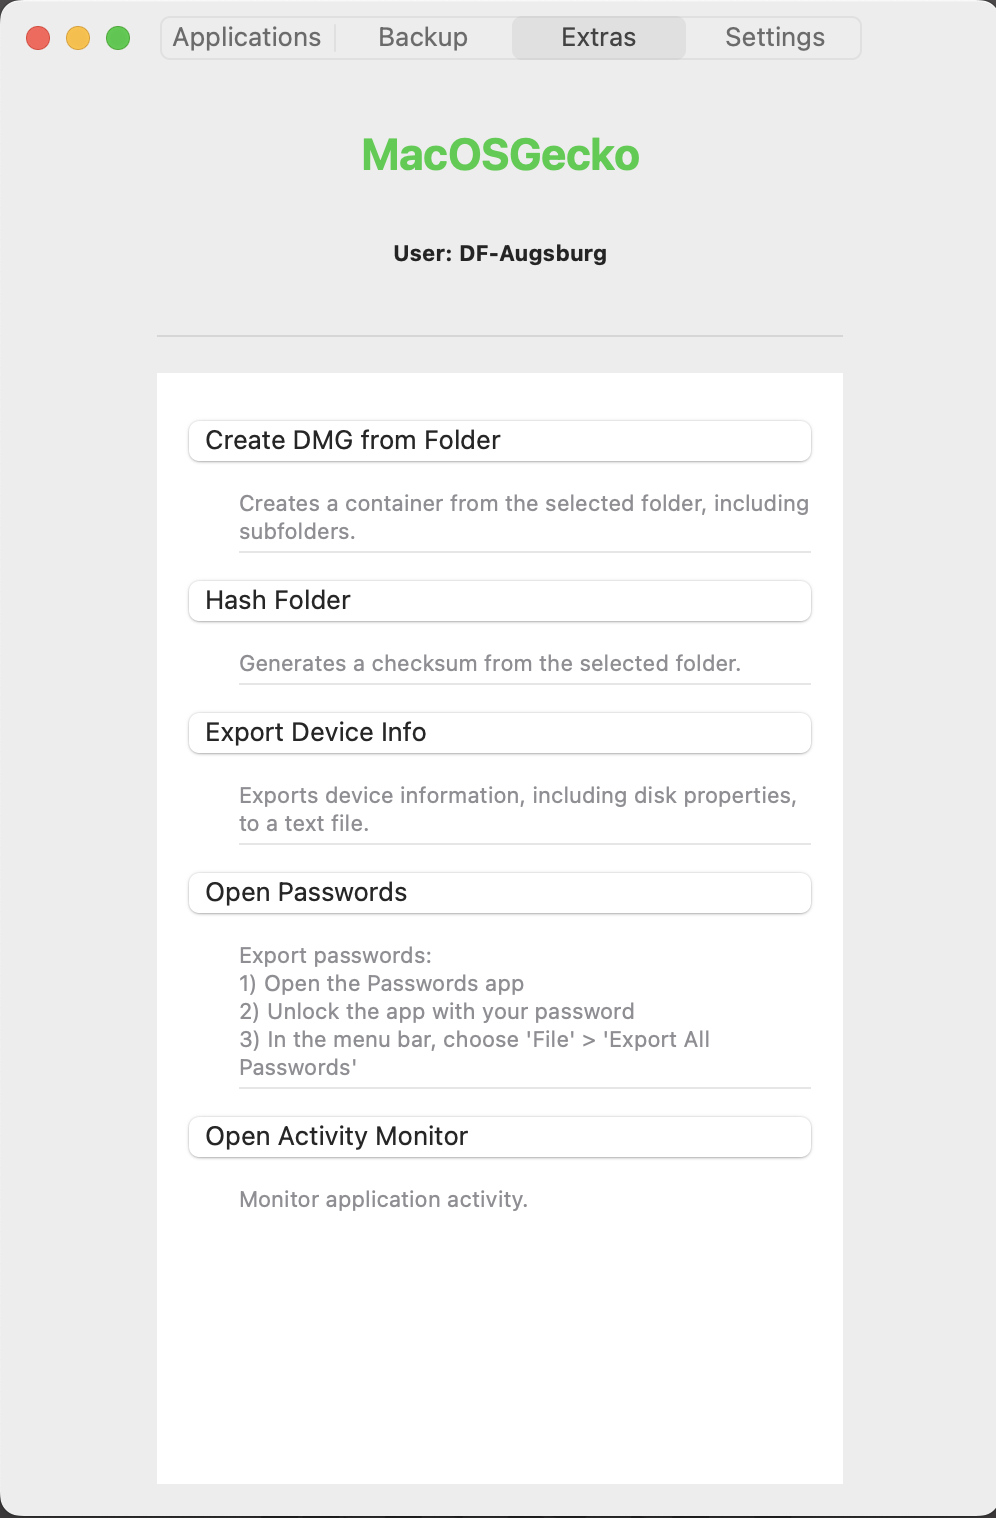 Applications Backup Extras Settings
MacOSGecko
User: DF-Augsburg
Create DMG from Folder
Creates a container from the selected folder, including
subfolders.
Hash Folder
Generates a checksum from the selected folder.
Export Device Info
Exports device information, including disk properties,
to a text file.
Open Passwords
Export passwords:
1) Open the Passwords app
2) Unlock the app with your password
3) In the menu bar, choose 'File' > 'Export All
Passwords'
Open Activity Monitor
Monitor application activity.